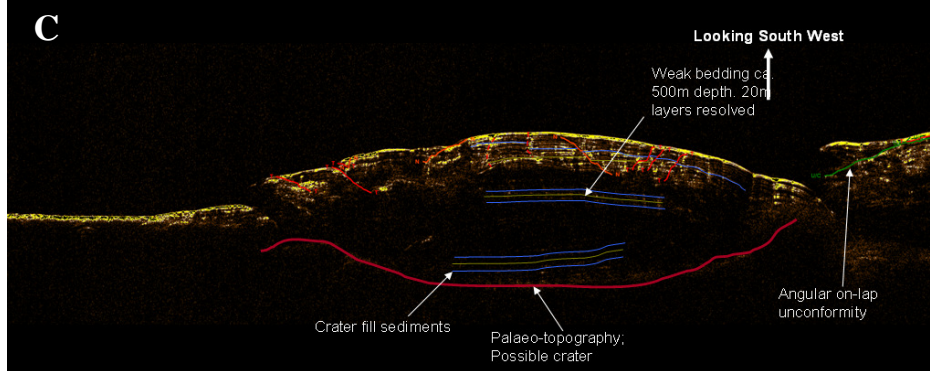 C
Looking South West
Weak bedding ca.
500m depth. 20m
layers resolved
UC
Angular on-lap
unconformity
Crater fill sediments
Palaeo-topography;
Possible crater